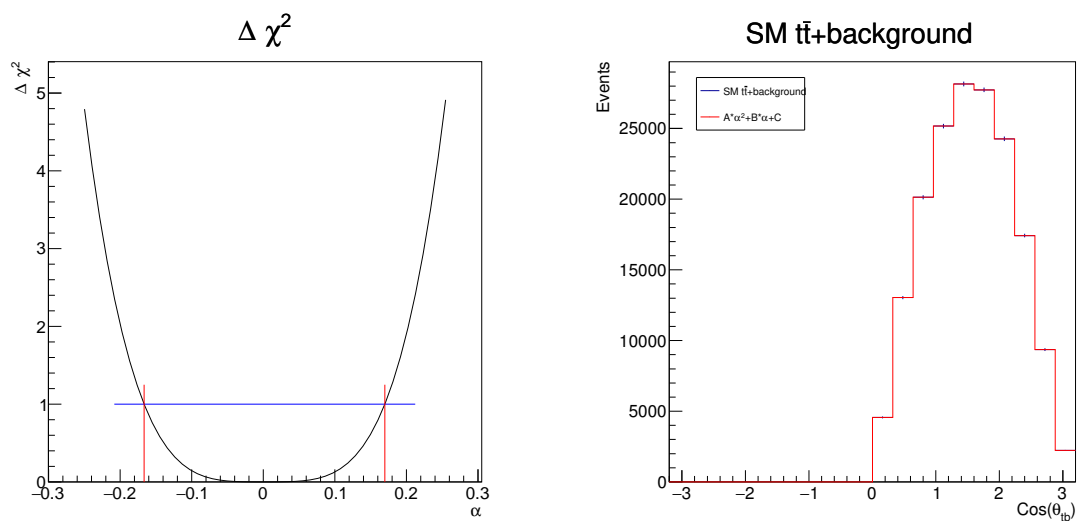 Δ χ²
Δ χ²
5
4
3
2
1
0
−0.3 −0.2 −0.1 0 0.1 0.2 0.3
α
SM tt̄+background
Events
SM tt̄+background
A*α²+B*α+C
25000
20000
15000
10000
5000
0
−3 −2 −1 0 1 2 3
Cos(θ_tb)